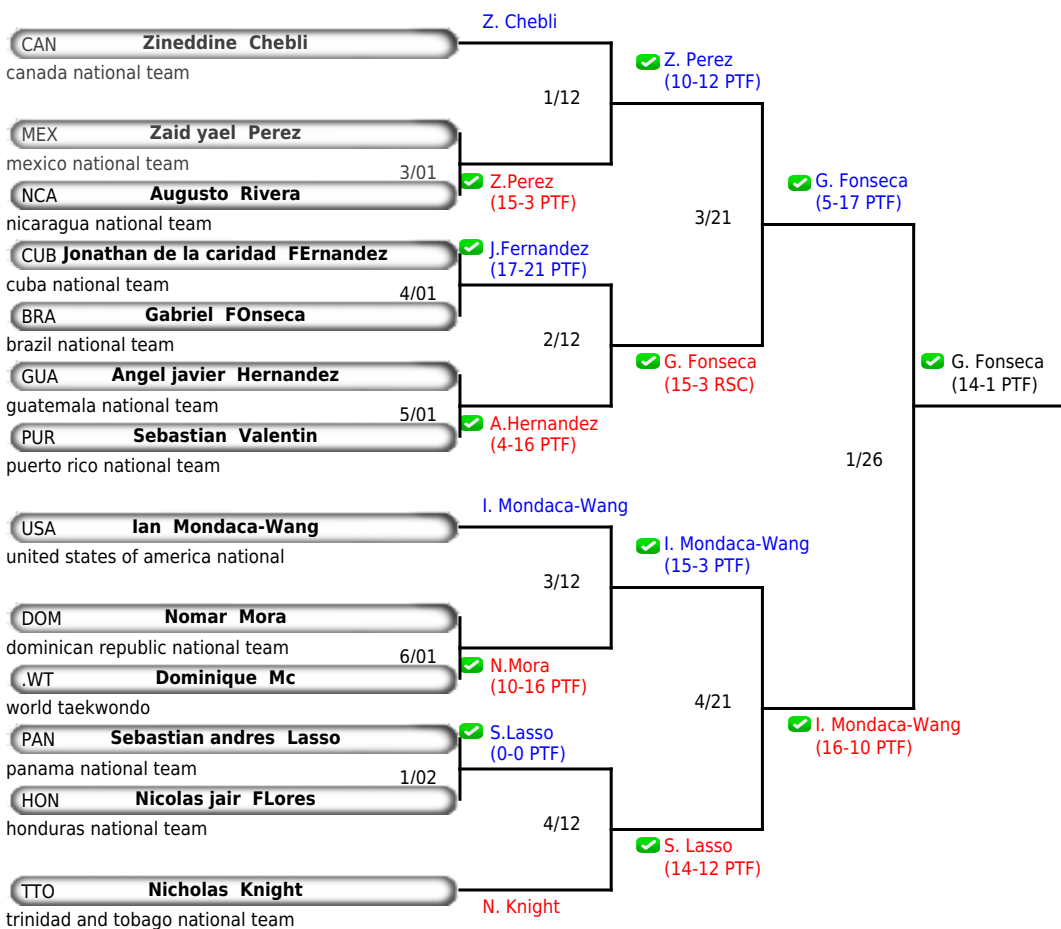 Z. Chebli
CAN Zineddine Chebli
canada national team
Z. Perez
(10-12 PTF)
1/12
MEX Zaid yael Perez
mexico national team
3/01
Z.Perez
(15-3 PTF)
NCA Augusto Rivera
nicaragua national team
G. Fonseca
(5-17 PTF)
3/21
CUB Jonathan de la caridad FErnandez
cuba national team
J.Fernandez
(17-21 PTF)
4/01
BRA Gabriel FOnseca
brazil national team
2/12
G. Fonseca
(15-3 RSC)
GUA Angel javier Hernandez
guatemala national team
5/01
A.Hernandez
(4-16 PTF)
PUR Sebastian Valentin
puerto rico national team
G. Fonseca
(14-1 PTF)
1/26
I. Mondaca-Wang
USA Ian Mondaca-Wang
united states of america national
I. Mondaca-Wang
(15-3 PTF)
3/12
DOM Nomar Mora
dominican republic national team
6/01
N.Mora
(10-16 PTF)
.WT Dominique Mc
world taekwondo
4/21
I. Mondaca-Wang
(16-10 PTF)
PAN Sebastian andres Lasso
panama national team
S.Lasso
(0-0 PTF)
1/02
HON Nicolas jair FLores
honduras national team
4/12
S. Lasso
(14-12 PTF)
TTO Nicholas Knight
trinidad and tobago national team
N. Knight